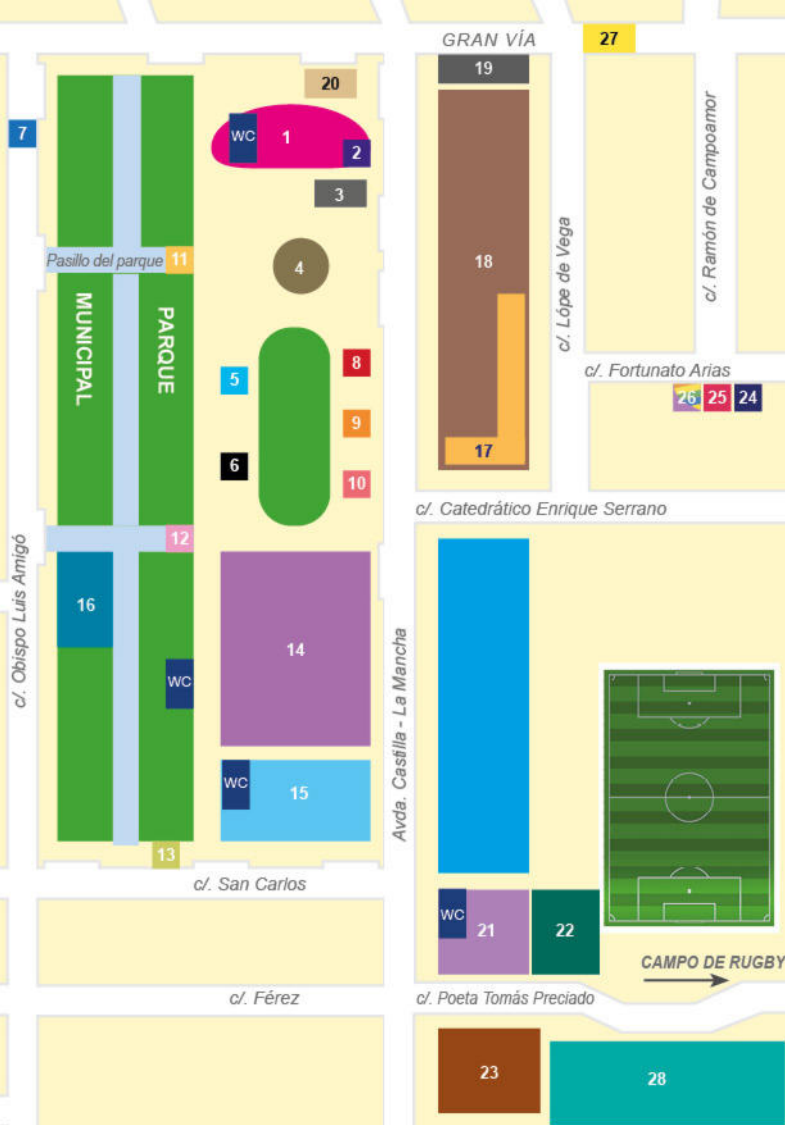 GRAN VÍA
27
19
20
7
WC
1
2
3
c/. Ramón de Campoamor
Pasillo del parque
11
4
18
c/. Lópe de Vega
MUNICIPAL
PARQUE
5
8
c/. Fortunato Arias
26
25
24
9
6
17
10
c/. Catedrático Enrique Serrano
12
c/. Obispo Luis Amigó
16
14
Avda. Castilla - La Mancha
WC
WC
15
13
c/. San Carlos
WC
21
22
CAMPO DE RUGBY
c/. Férez
c/. Poeta Tomás Preciado
23
28